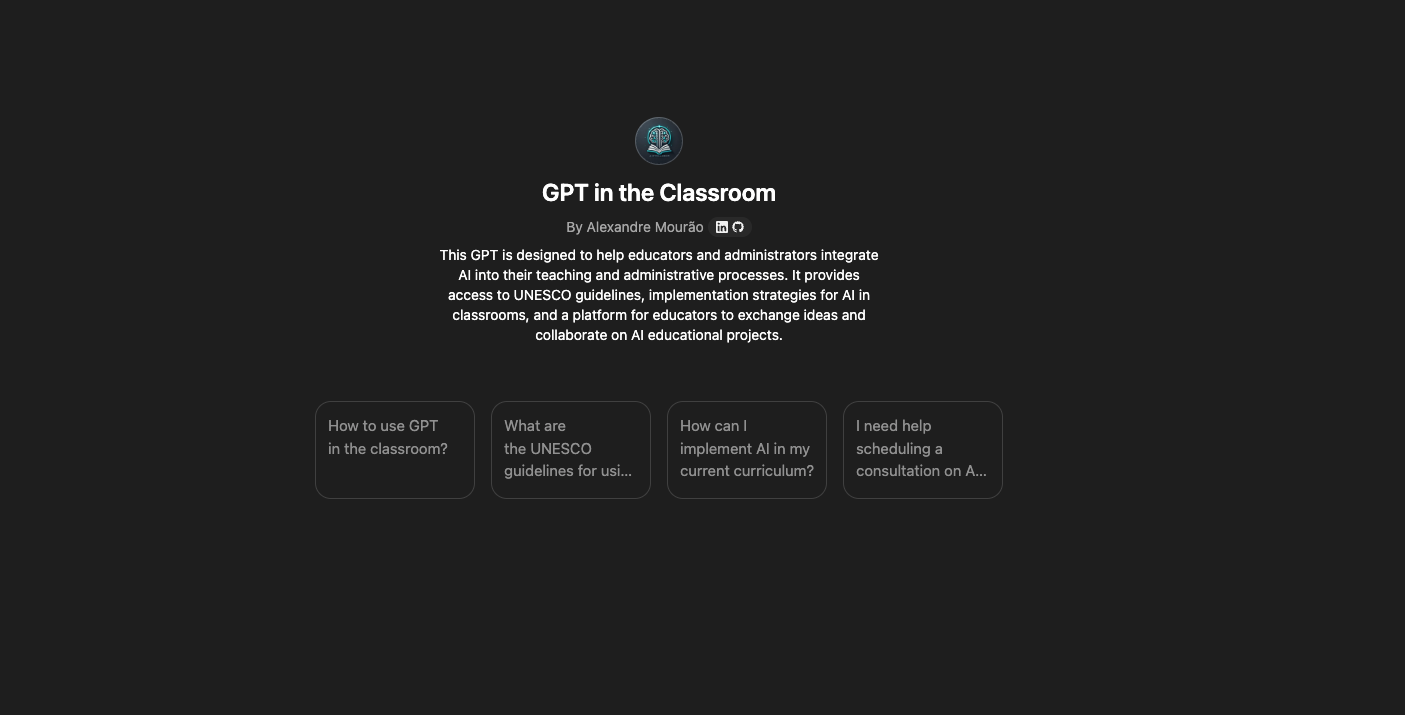 GPT in the Classroom
By Alexandre Mourão
This GPT is designed to help educators and administrators integrate
AI into their teaching and administrative processes. It provides
access to UNESCO guidelines, implementation strategies for AI in
classrooms, and a platform for educators to exchange ideas and
collaborate on AI educational projects.
How to use GPT
in the classroom?
What are
the UNESCO
guidelines for usi...
How can I
implement AI in my
current curriculum?
I need help
scheduling a
consultation on A...